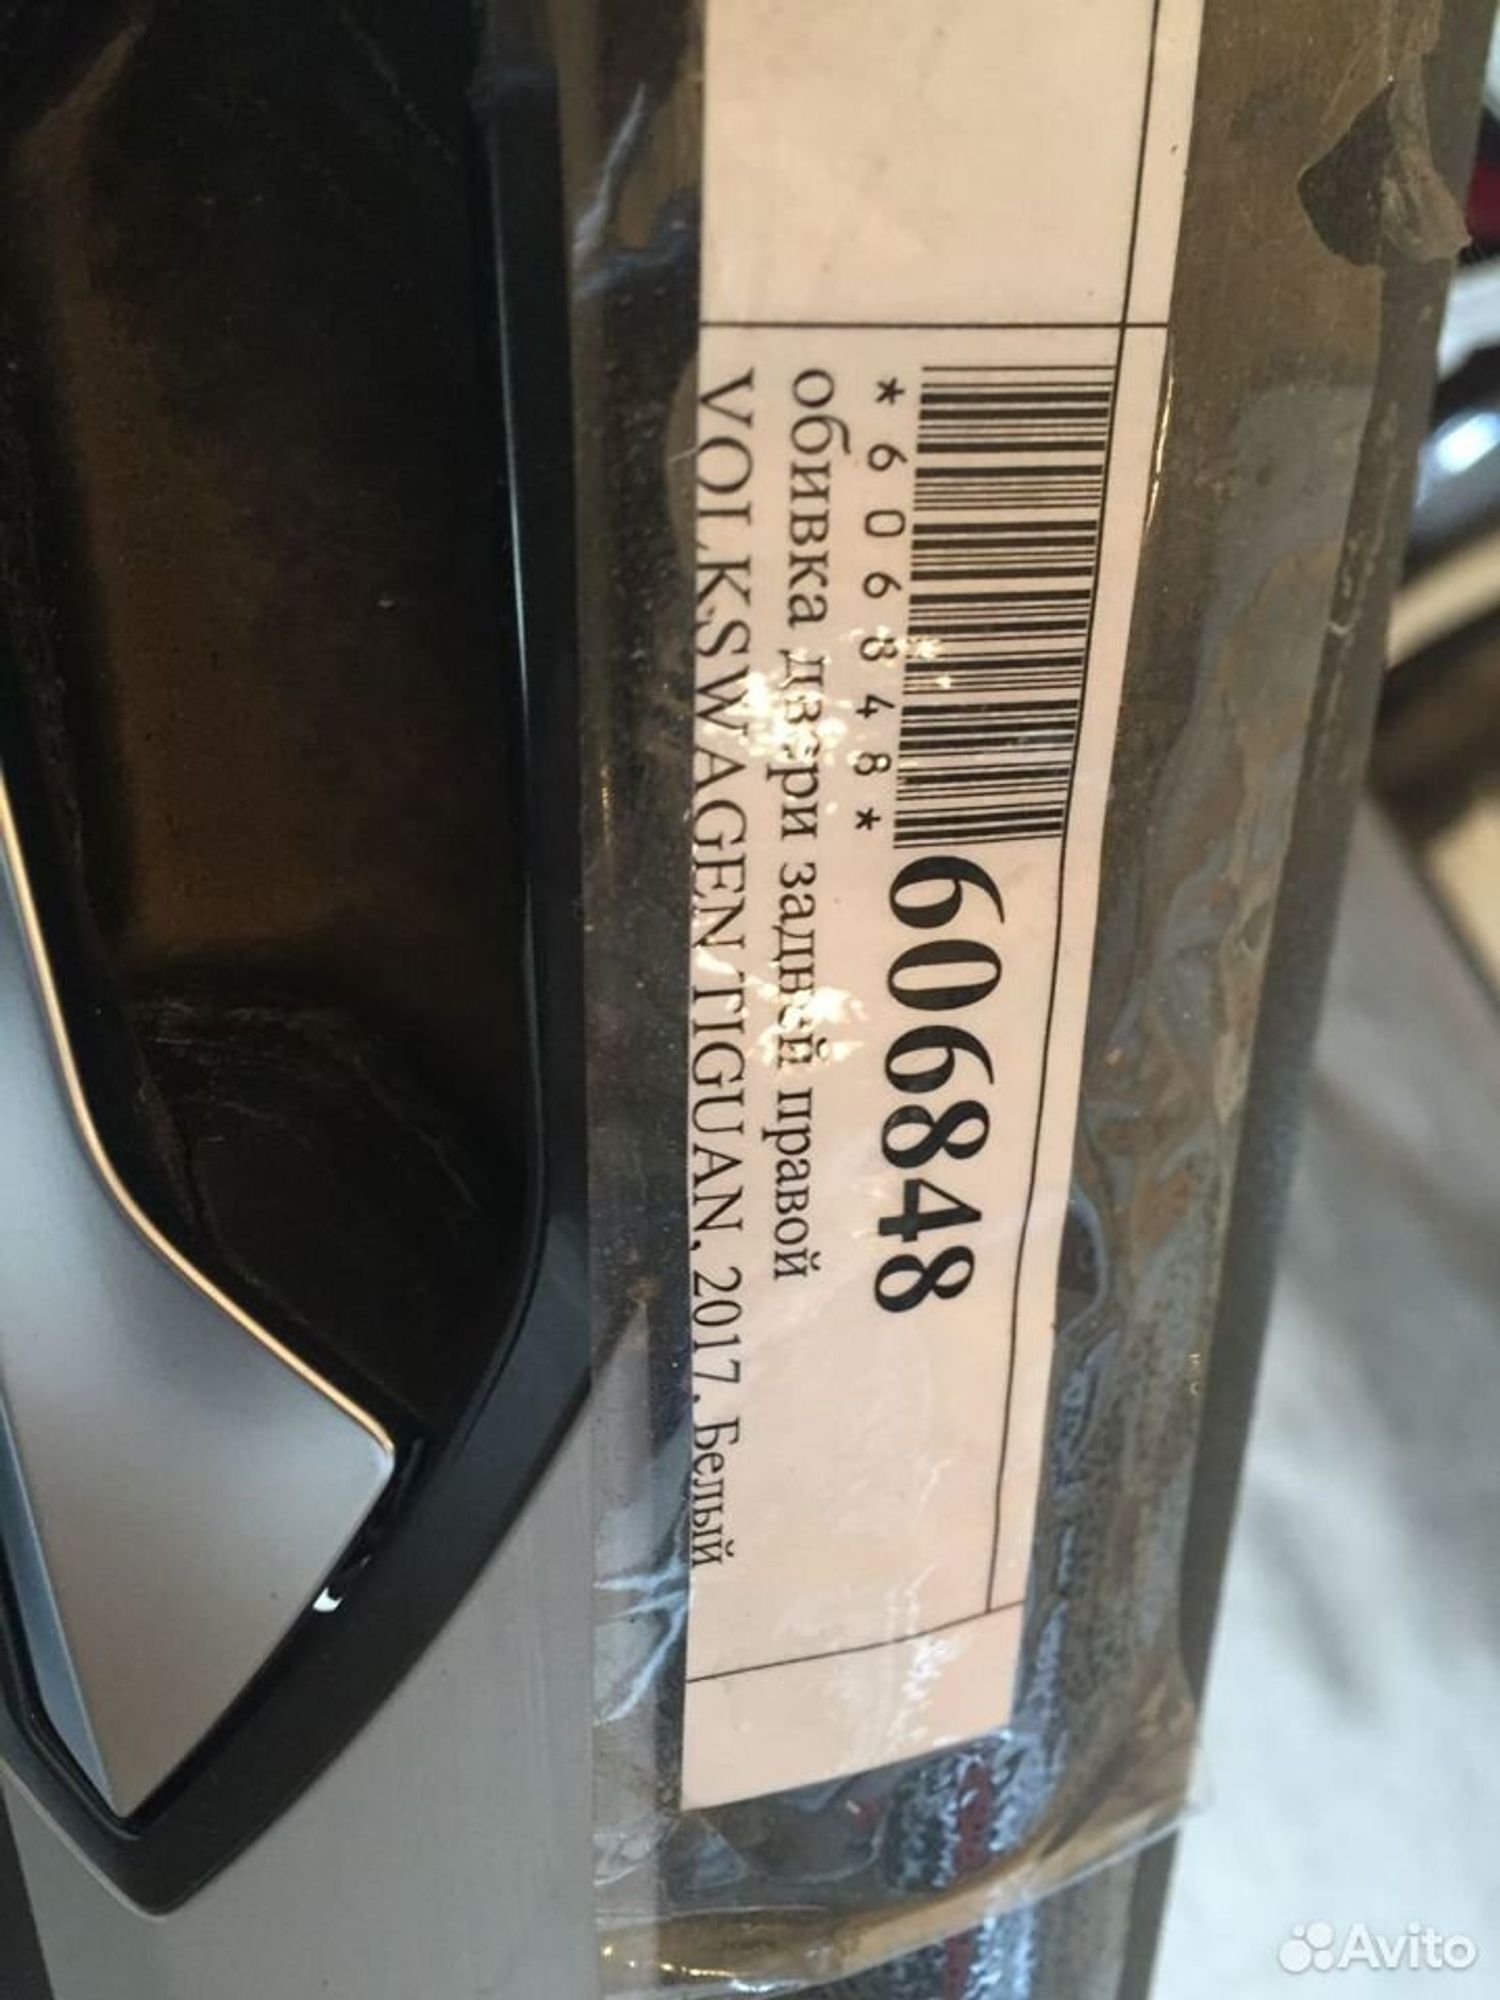 *606848*
606848
обивка двери задней правой
VOLKSWAGEN TIGUAN, 2017, Белый
Avito